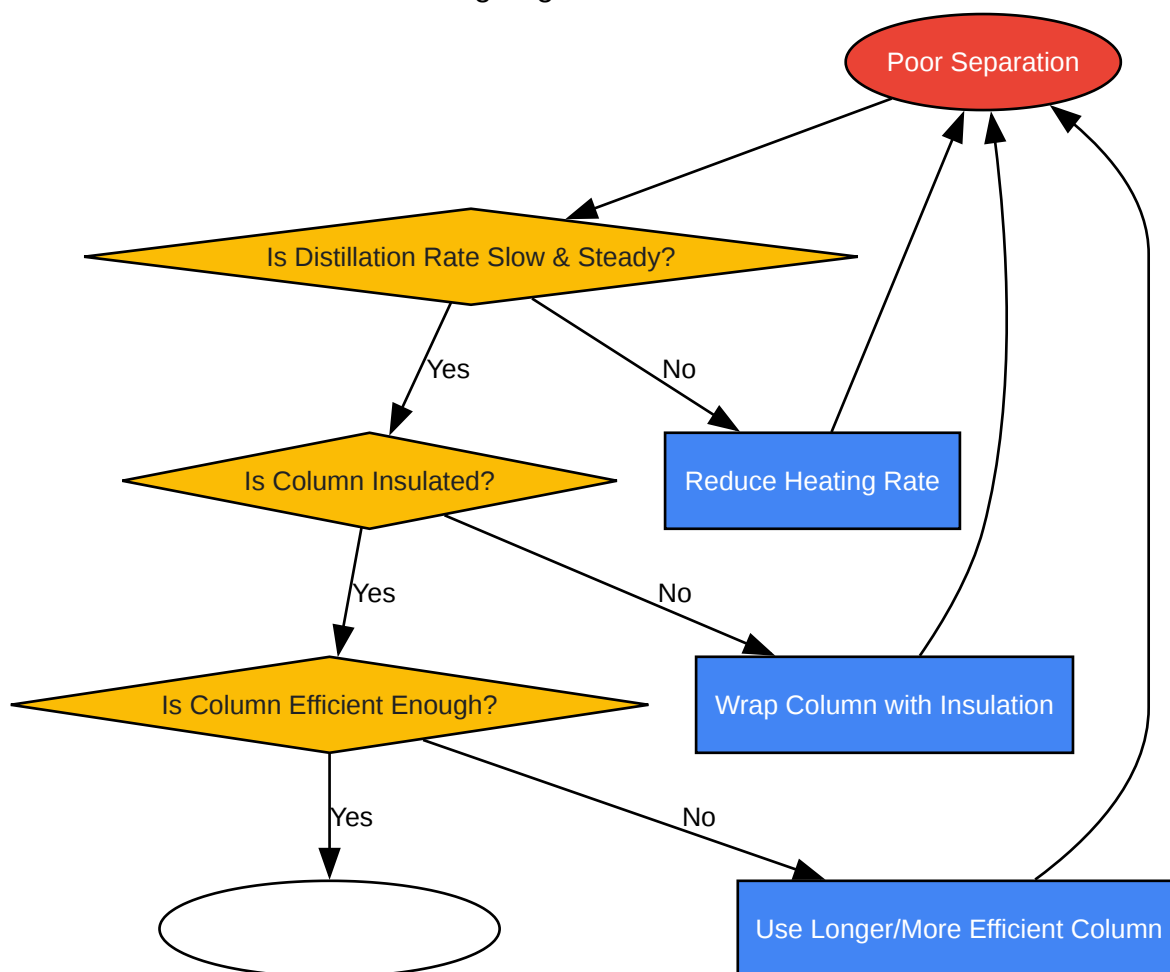 Poor Separation
Is Distillation Rate Slow & Steady?
Yes
No
Is Column Insulated?
Reduce Heating Rate
Yes
No
Is Column Efficient Enough?
Wrap Column with Insulation
Yes
No
Use Longer/More Efficient Column